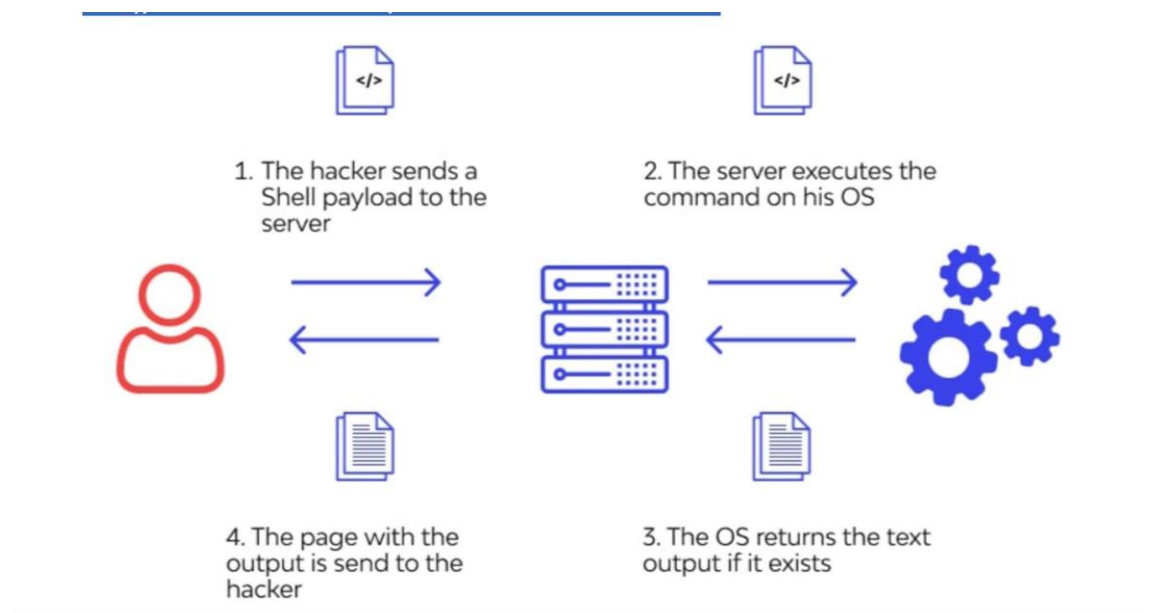 </>
</>
1. The hacker sends a
Shell payload to the
server
2. The server executes the
command on his OS
4. The page with the
output is send to the
hacker
3. The OS returns the text
output if it exists